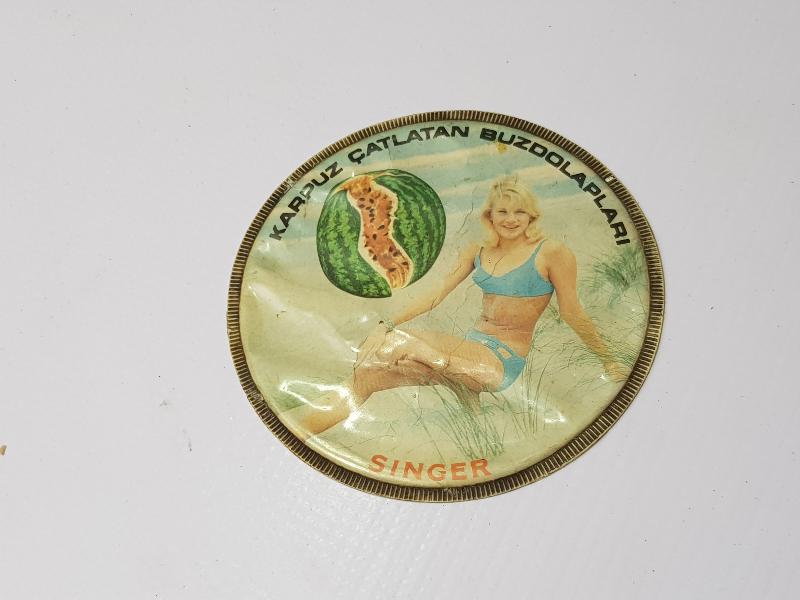 KARPUZ ÇATLATAN BUZDOLAPLARI
SINGER